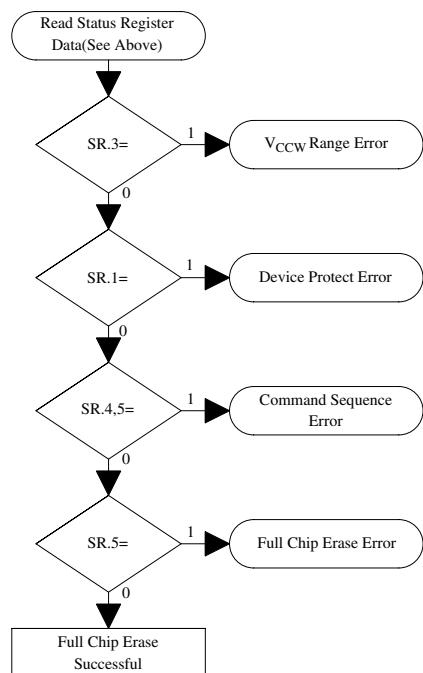 Read Status Register
Data(See Above)
SR.3=
1
VCCW Range Error
0
SR.1=
1
Device Protect Error
0
SR.4,5=
1
Command Sequence
Error
0
SR.5=
1
Full Chip Erase Error
0
Full Chip Erase
Successful